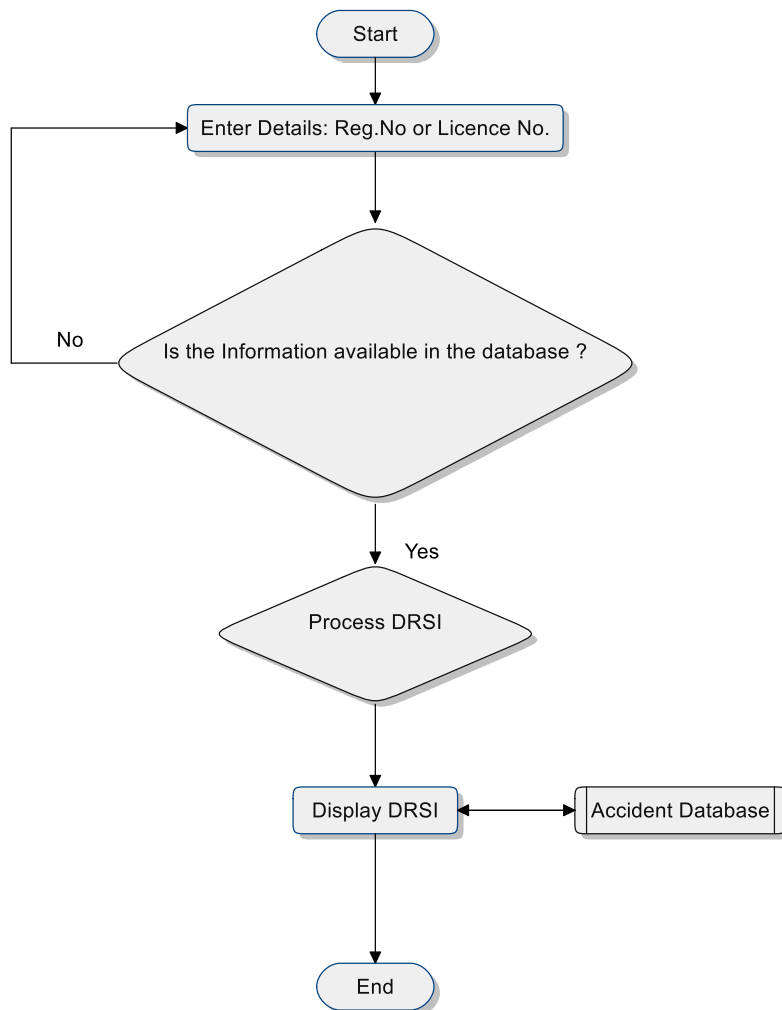 Start
Enter Details: Reg.No or Licence No.
Is the Information available in the database ?
No
Yes
Process DRSI
Display DRSI
Accident Database
End